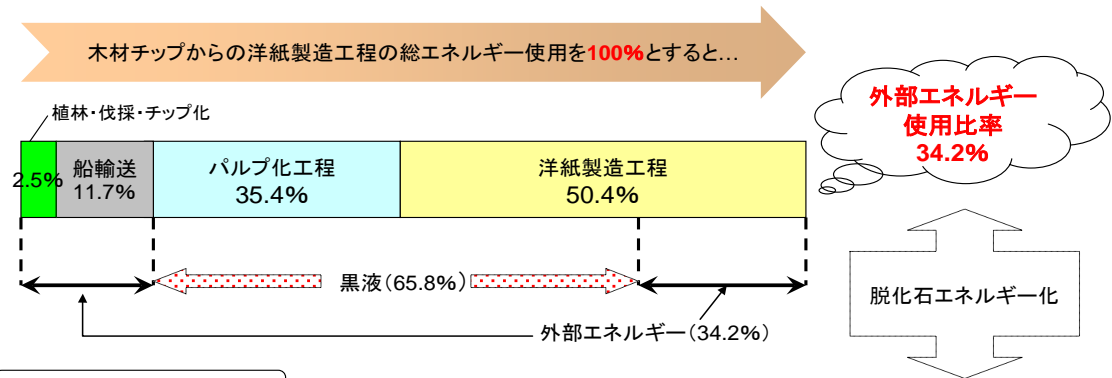 木材チップからの洋紙製造工程の総エネルギー使用を100%とすると…
植林・伐採・チップ化
外部エネルギー
使用比率
34.2%
2.5%
船輸送
11.7%
パルプ化工程
35.4%
洋紙製造工程
50.4%
黒液(65.8%)
外部エネルギー(34.2%)
脱化石エネルギー化